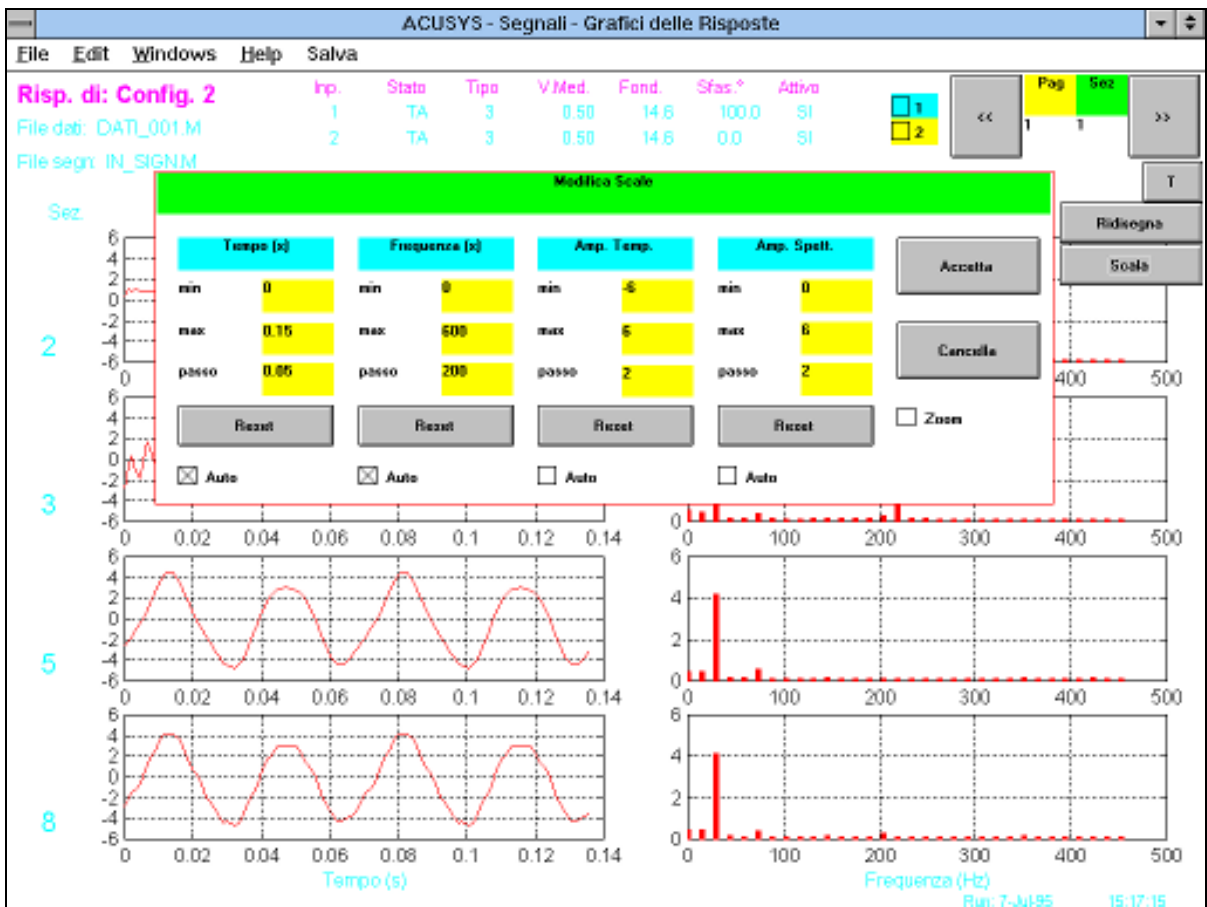 ACUSYS - Segnali - Grafici delle Risposte
File Edit Windows Help Salva
Risp. di: Config. 2
Inp. Stato Tipo V.Med. Fond. Sfas.° Attivo
1 TA 3 0.50 14.6 100.0 SI
2 TA 3 0.50 14.6 0.0 SI
File dati: DATI_001.M
File segn: IN_SIGN.M
1
2
<<
Pag Sez
1 1
>>
T
Ridisegna
Scala
Sez.
Modifica Scale
Tempo (x) Frequenza (x) Amp. Temp. Amp. Spett.
min 0 min 0 min -6 min 0
max 0.15 max 600 max 6 max 6
passo 0.05 passo 200 passo 2 passo 2
Reset Reset Reset Reset
Auto Auto Auto Auto
Accetta
Cancella
Zoom
6
4
2
0
-2
-4
-6
2
0
400 500
6
4
2
0
-2
-4
-6
3
0 0.02 0.04 0.06 0.08 0.1 0.12 0.14
0
0 100 200 300 400 500
6
4
2
0
-2
-4
-6
5
0 0.02 0.04 0.06 0.08 0.1 0.12 0.14
6
4
2
0
0 100 200 300 400 500
6
4
2
0
-2
-4
-6
8
0 0.02 0.04 0.06 0.08 0.1 0.12 0.14
Tempo (s)
6
4
2
0
0 100 200 300 400 500
Frequenza (Hz)
Run: 7-Jul-95 15:17:15